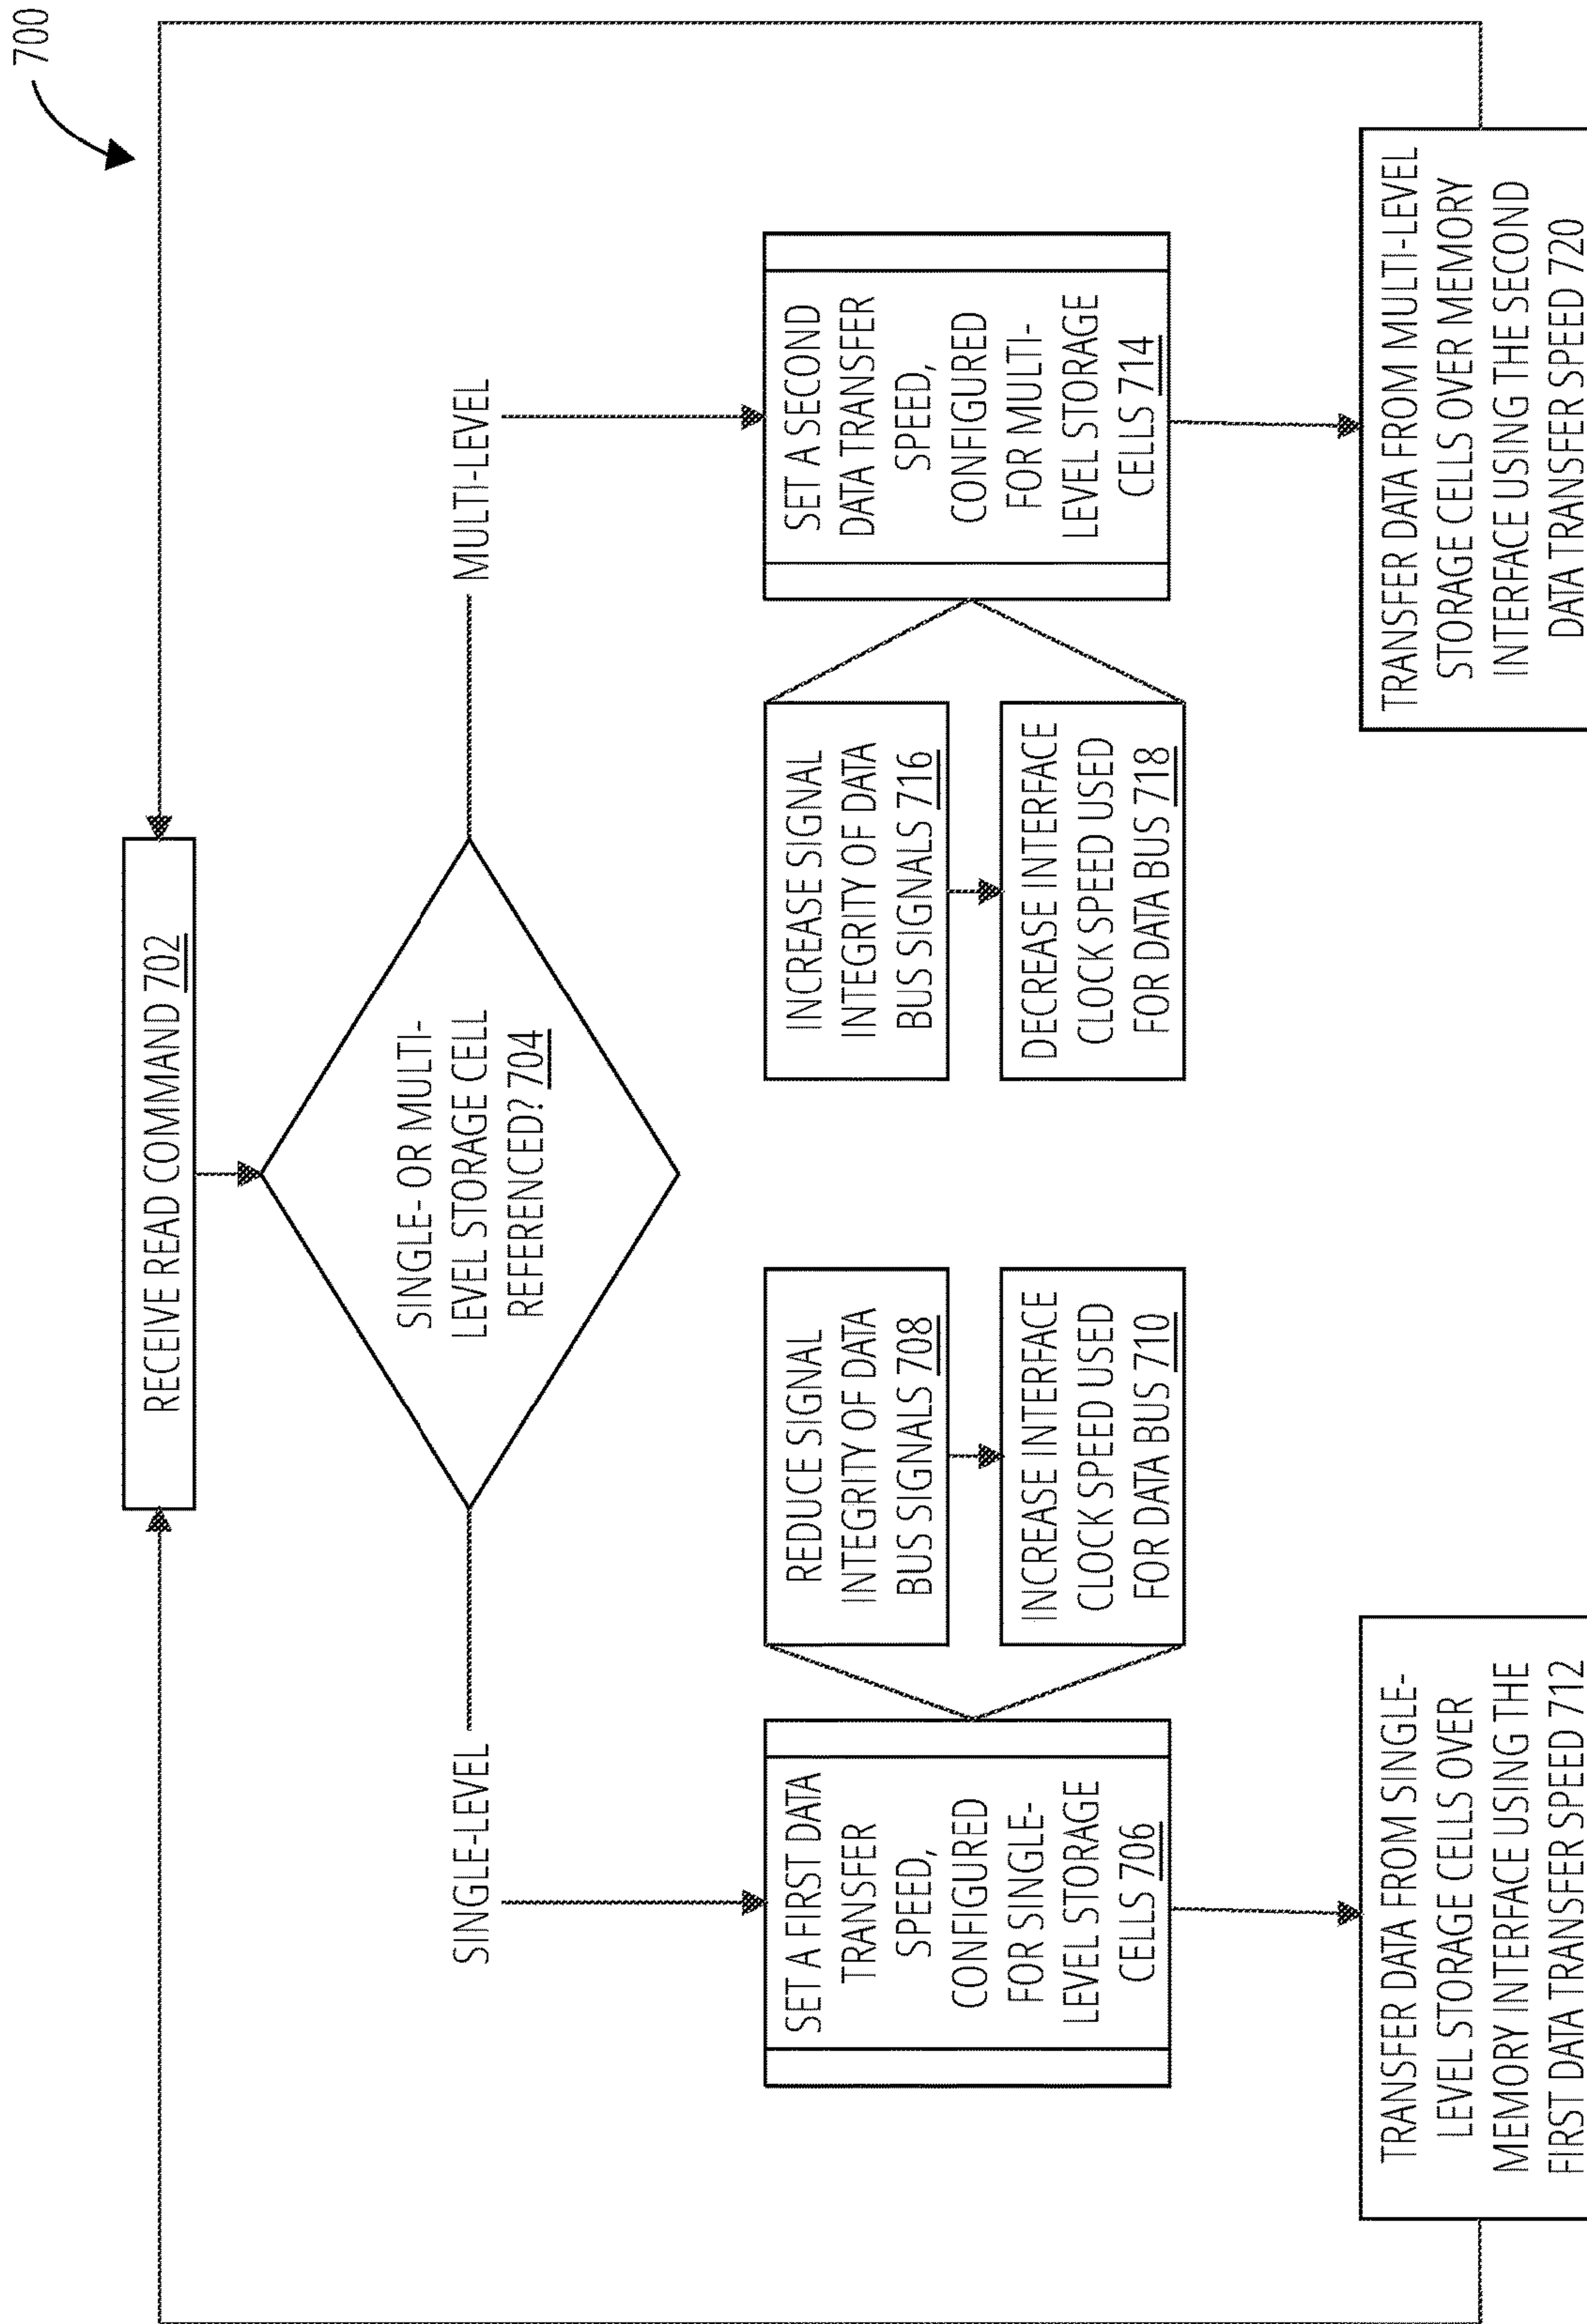 700
RECEIVE READ COMMAND 702
SINGLE- OR MULTI-
LEVEL STORAGE CELL
REFERENCED? 704
SINGLE-LEVEL
MULTI-LEVEL
SET A FIRST DATA
TRANSFER
SPEED,
CONFIGURED
FOR SINGLE-
LEVEL STORAGE
CELLS 706
REDUCE SIGNAL
INTEGRITY OF DATA
BUS SIGNALS 708
INCREASE INTERFACE
CLOCK SPEED USED
FOR DATA BUS 710
INCREASE SIGNAL
INTEGRITY OF DATA
BUS SIGNALS 716
DECREASE INTERFACE
CLOCK SPEED USED
FOR DATA BUS 718
SET A SECOND
DATA TRANSFER
SPEED,
CONFIGURED
FOR MULTI-
LEVEL STORAGE
CELLS 714
TRANSFER DATA FROM SINGLE-
LEVEL STORAGE CELLS OVER
MEMORY INTERFACE USING THE
FIRST DATA TRANSFER SPEED 712
TRANSFER DATA FROM MULTI-LEVEL
STORAGE CELLS OVER MEMORY
INTERFACE USING THE SECOND
DATA TRANSFER SPEED 720